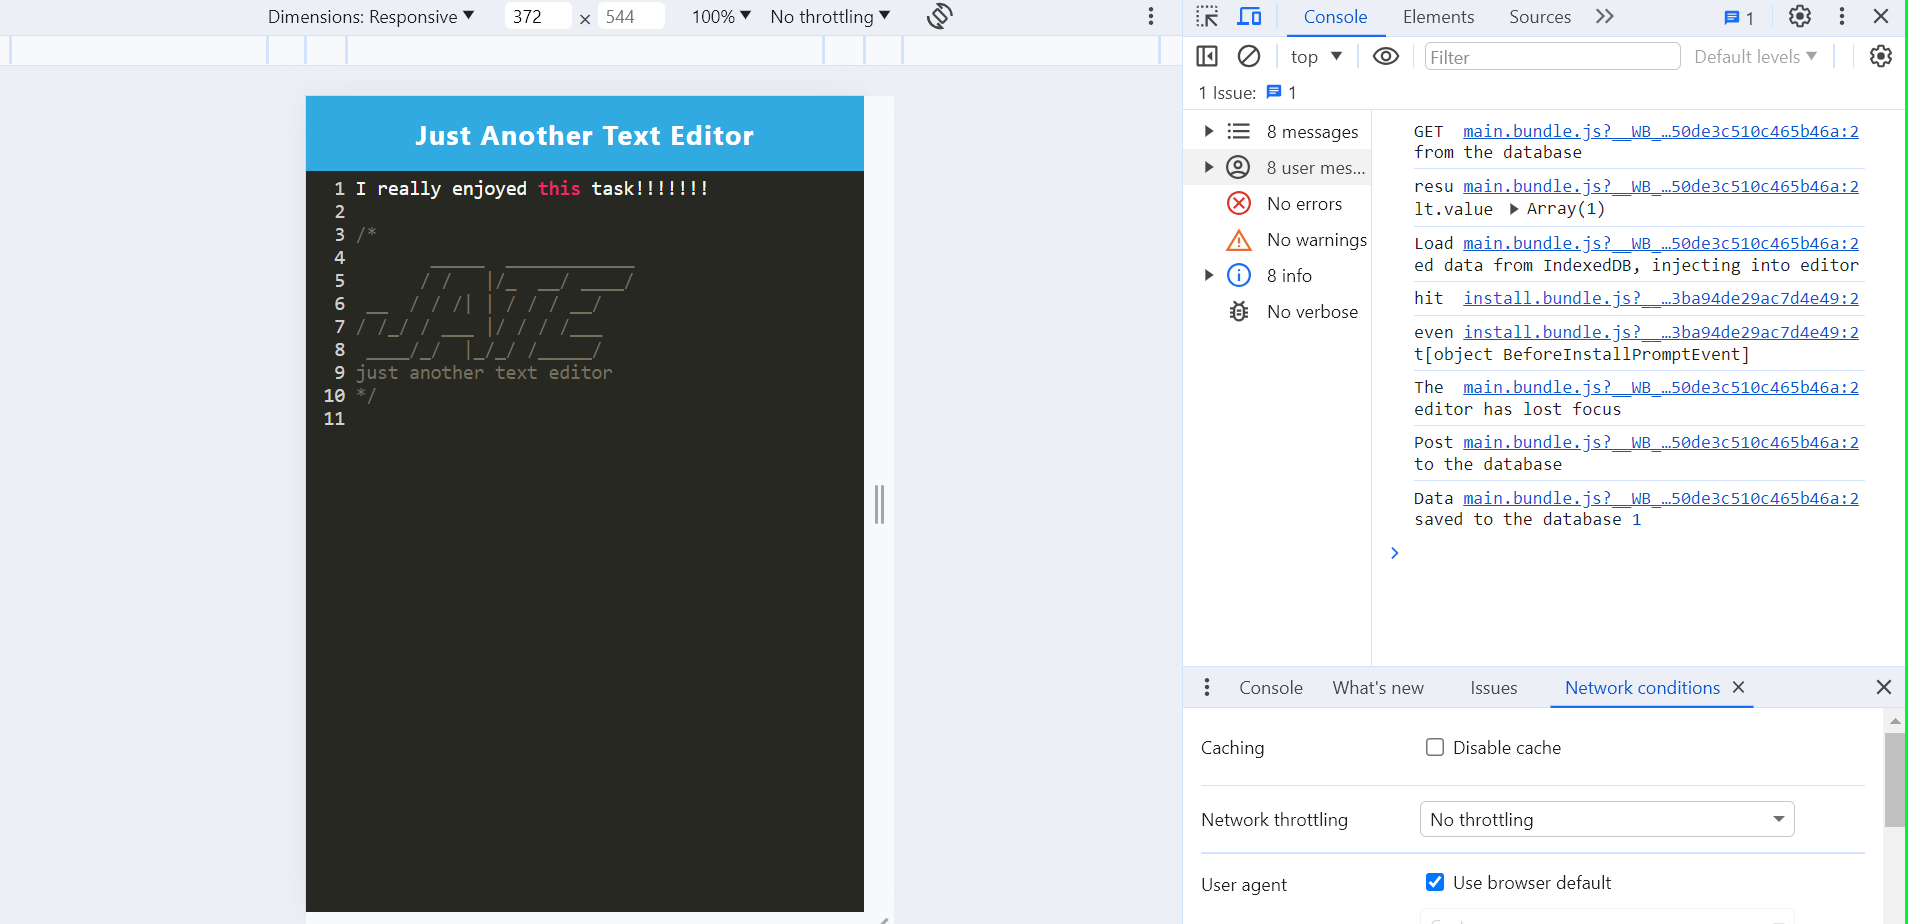 Dimensions: Responsive 372 × 544 100% No throttling
Console Elements Sources 1
top Filter Default levels
1 Issue: 1
Just Another Text Editor
1 I really enjoyed this task!!!!!!!
2
3 /*
4       _____  ____________
5      / /   |/_  __/ ____/
6 __  / / /| | / / / __/
7 / /_/ / ___ |/ / / /___
8 ____/_/  |_/_/ /_____/
9 just another text editor
10 */
11
8 messages
8 user mes...
No errors
No warnings
8 info
No verbose
GET main.bundle.js?__WB_…50de3c510c465b46a:2
from the database
resu main.bundle.js?__WB_…50de3c510c465b46a:2
lt.value Array(1)
Load main.bundle.js?__WB_…50de3c510c465b46a:2
ed data from IndexedDB, injecting into editor
hit install.bundle.js?__…3ba94de29ac7d4e49:2
even install.bundle.js?__…3ba94de29ac7d4e49:2
t[object BeforeInstallPromptEvent]
The main.bundle.js?__WB_…50de3c510c465b46a:2
editor has lost focus
Post main.bundle.js?__WB_…50de3c510c465b46a:2
to the database
Data main.bundle.js?__WB_…50de3c510c465b46a:2
saved to the database 1
Console What's new Issues Network conditions
Caching Disable cache
Network throttling No throttling
User agent Use browser default